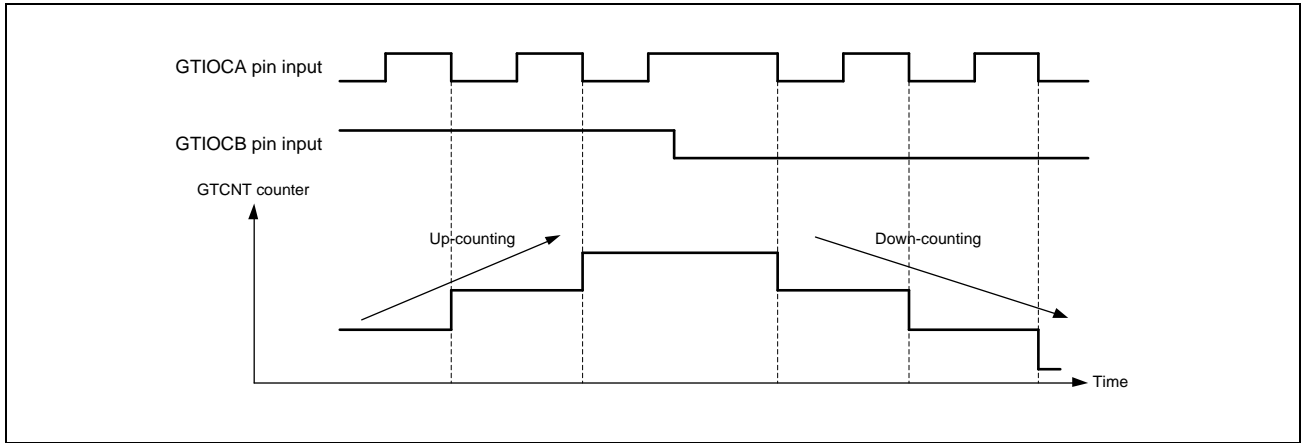 GTIOCA pin input
GTIOCB pin input
GTCNT counter
Up-counting
Down-counting
Time